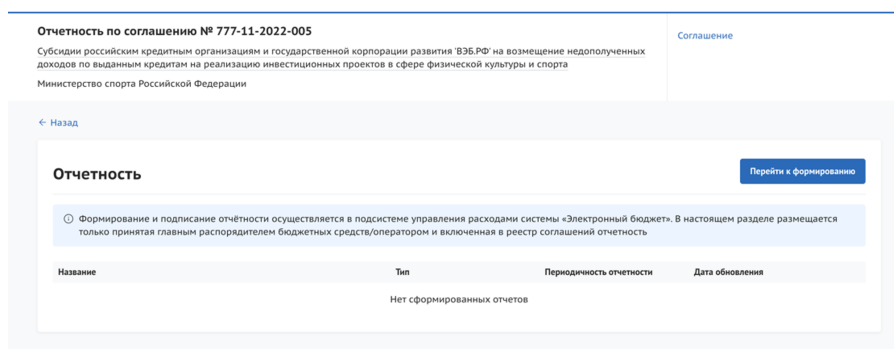 Отчетность по соглашению № 777-11-2022-005
Соглашение
Субсидии российским кредитным организациям и государственной корпорации развития 'ВЭБ.РФ' на возмещение недополученных
доходов по выданным кредитам на реализацию инвестиционных проектов в сфере физической культуры и спорта
Министерство спорта Российской Федерации
← Назад
Отчетность
Перейти к формированию
Формирование и подписание отчётности осуществляется в подсистеме управления расходами системы «Электронный бюджет». В настоящем разделе размещается
только принятая главным распорядителем бюджетных средств/оператором и включенная в реестр соглашений отчетность
Название Тип Периодичность отчетности Дата обновления
Нет сформированных отчетов